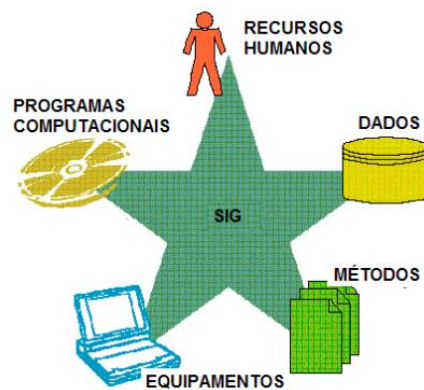 RECURSOS
HUMANOS
PROGRAMAS
COMPUTACIONAIS
DADOS
SIG
MÉTODOS
EQUIPAMENTOS